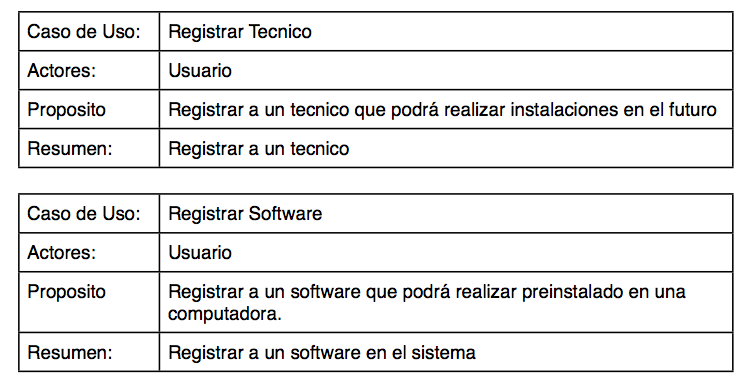 Caso de Uso: Registrar Tecnico
Actores: Usuario
Proposito Registrar a un tecnico que podrá realizar instalaciones en el futuro
Resumen: Registrar a un tecnico
Caso de Uso: Registrar Software
Actores: Usuario
Proposito Registrar a un software que podrá realizar preinstalado en una
computadora.
Resumen: Registrar a un software en el sistema